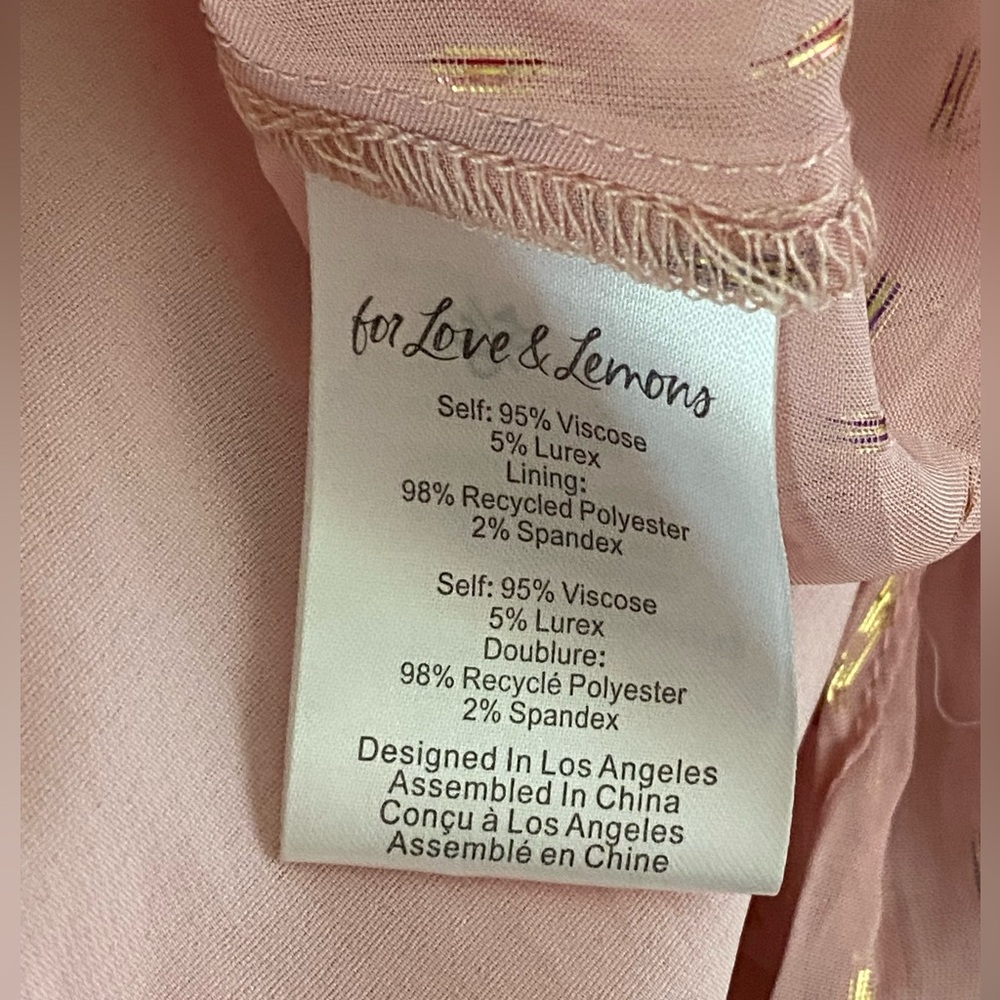 for Love & Lemons
Self: 95% Viscose
5% Lurex
Lining:
98% Recycled Polyester
2% Spandex
Self: 95% Viscose
5% Lurex
Doublure:
98% Recyclé Polyester
2% Spandex
Designed In Los Angeles
Assembled In China
Conçu à Los Angeles
Assemblé en Chine